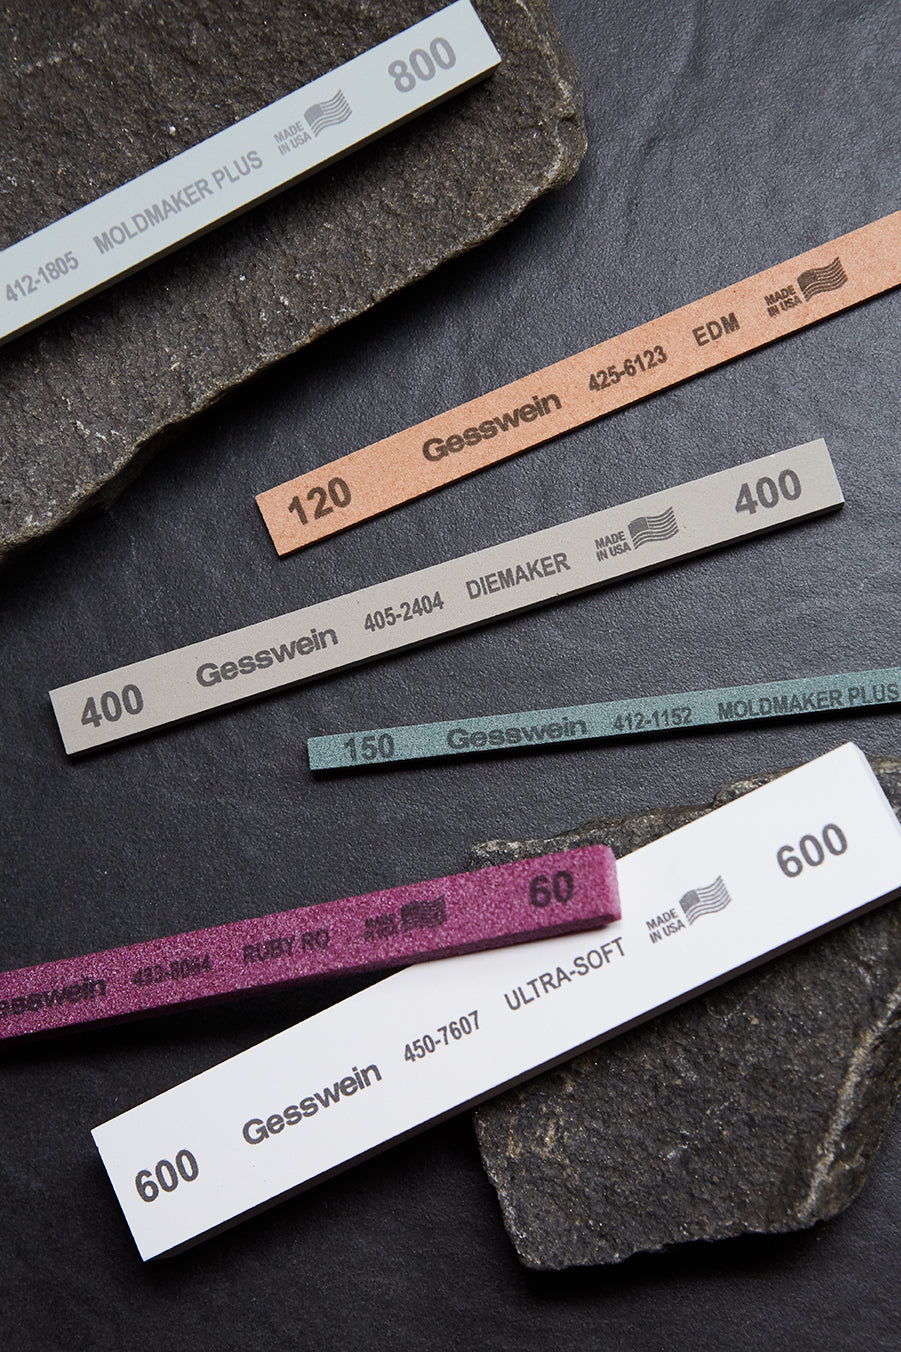 412-1805 MOLDMAKER PLUS MADE IN USA 800
120 Gesswein 425-6123 EDM MADE IN USA
400 Gesswein 405-2404 DIEMAKER MADE IN USA 400
150 Gesswein 412-1152 MOLDMAKER PLUS
esswein RUBY RO 60
600 Gesswein 450-7607 ULTRA-SOFT MADE IN USA 600